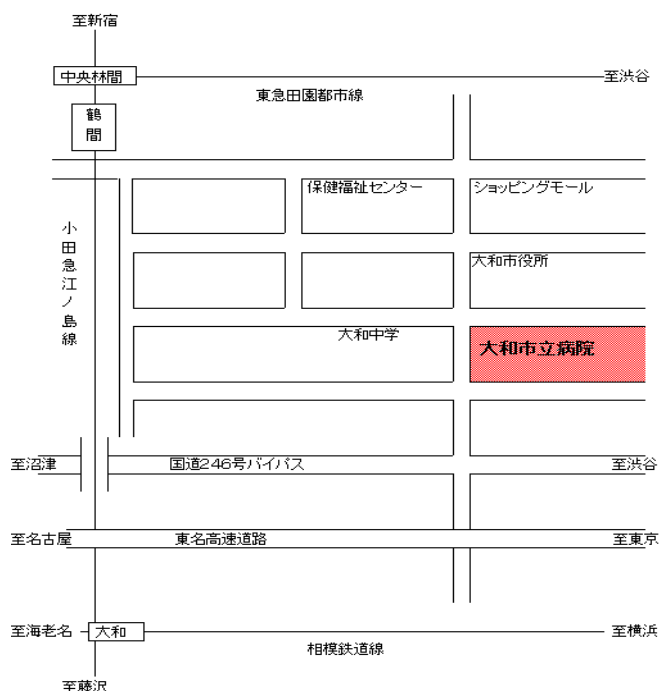 至新宿
中央林間
至渋谷
東急田園都市線
鶴間
保健福祉センター
ショッピングモール
小田急江ノ島線
大和市役所
大和中学
大和市立病院
至沼津
国道246号バイパス
至渋谷
至名古屋
東名高速道路
至東京
至海老名
大和
至横浜
相模鉄道線
至藤沢